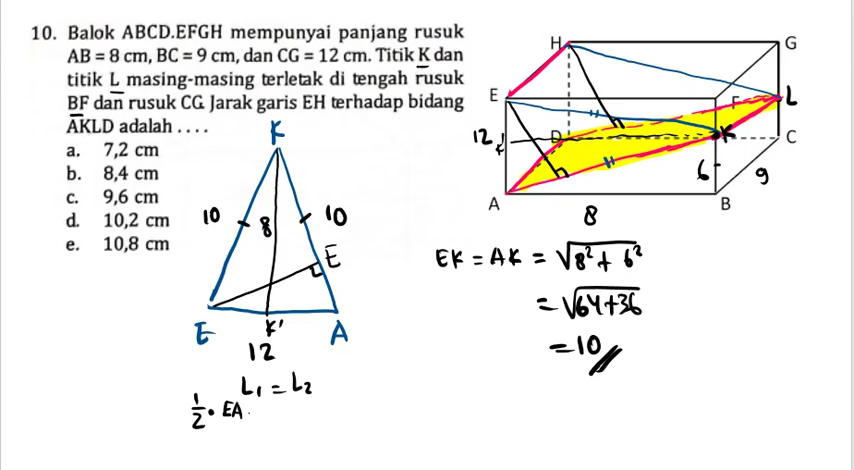 10. Balok ABCD.EFGH mempunyai panjang rusuk
AB = 8 cm, BC = 9 cm, dan CG = 12 cm. Titik K dan
titik L masing-masing terletak di tengah rusuk
BF dan rusuk CG. Jarak garis EH terhadap bidang
AKLD adalah . . . .
a. 7,2 cm
b. 8,4 cm
c. 9,6 cm
d. 10,2 cm
e. 10,8 cm
H
G
E
F
L
12
D
K
C
6
9
A
B
8
K
10
8
10
E
E
K'
A
12
L₁ = L₂
½ · EA.
EK = AK = √8² + 6²
= √64+36
= 10